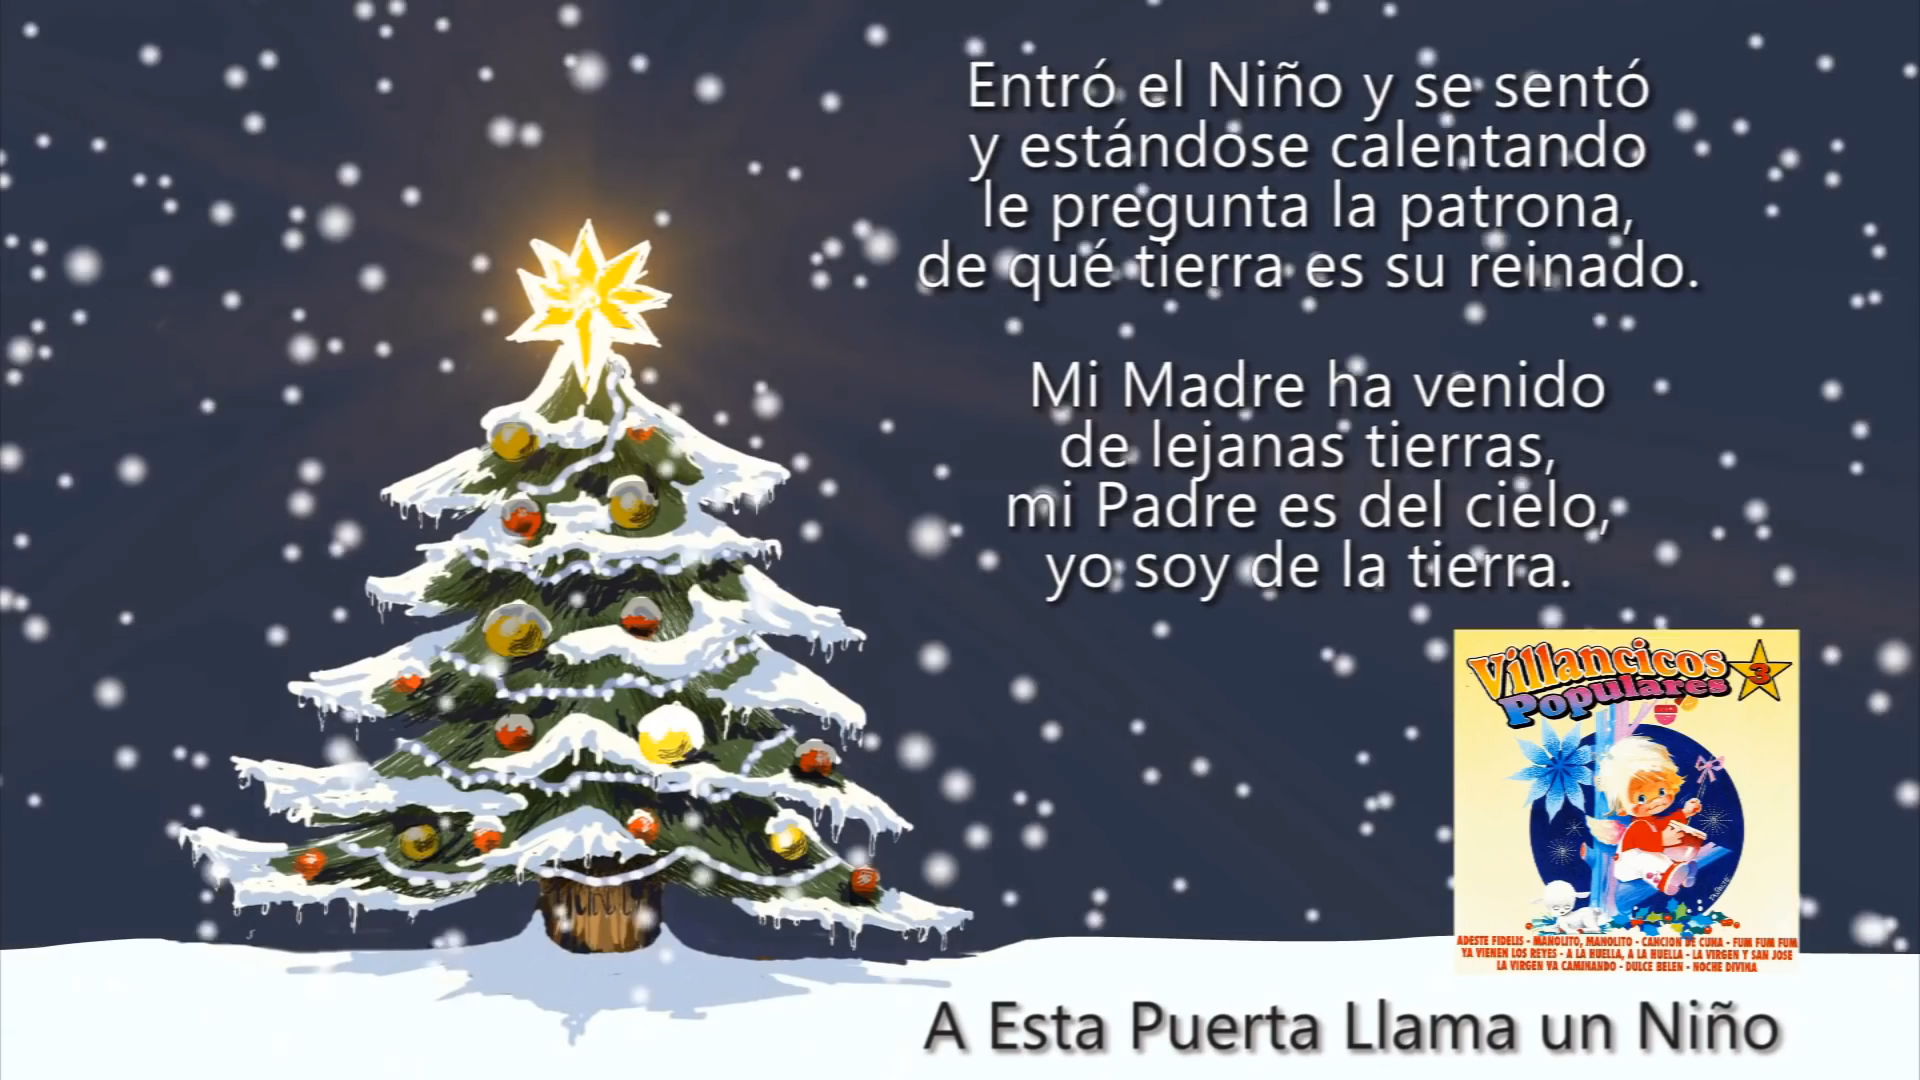 Entró el Niño y se sentó
y estándose calentando
le pregunta la patrona,
de qué tierra es su reinado.
Mi Madre ha venido
de lejanas tierras,
mi Padre es del cielo,
yo soy de la tierra.
Villancicos
Populares
3
ADESTE FIDELIS - MANOLITO, MANOLITO - CANCION DE CUNA - FUM FUM FUM
YA VIENEN LOS REYES - A LA HUELLA, A LA HUELLA - LA VIRGEN Y SAN JOSE
LA VIRGEN VA CAMINANDO - DULCE BELEN - NOCHE DIVINA
A Esta Puerta Llama un Niño